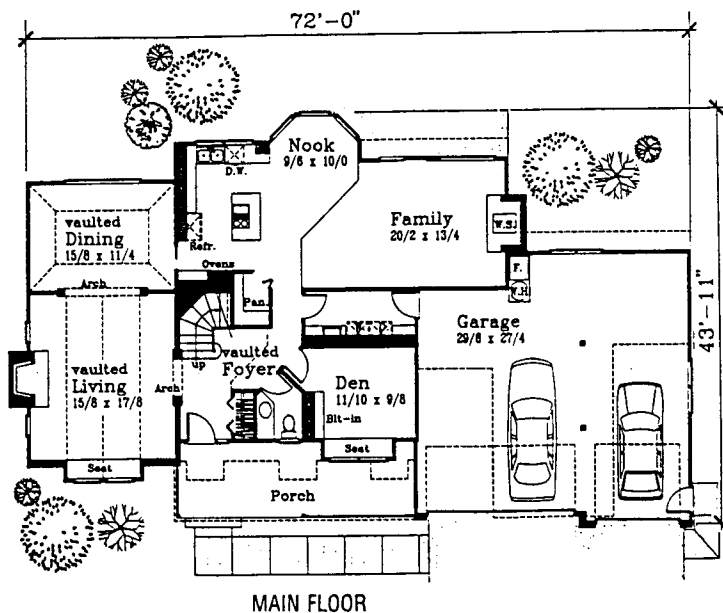 72'-0"
Nook
9/6 x 10/0
D.W.
vaulted
Dining
15/8 x 11/4
Family
20/2 x 13/4
W.S.
Refr.
Ovens
F.
W.H.
Arch
Pan.
Garage
29/8 x 27/4
43'-11"
vaulted
Living
15/8 x 17/8
up
vaulted
Foyer
Arch
Den
11/10 x 9/8
Blt-in
Seat
Seat
Porch
MAIN FLOOR